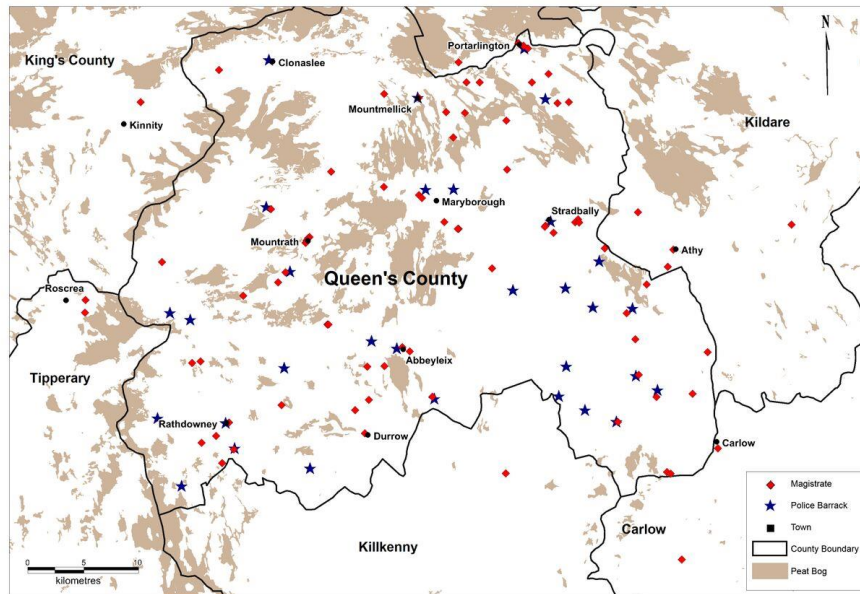 N
Portarlington
King's County
Clonaslee
Mountmellick
Kildare
Kinnity
Maryborough
Stradbally
Mountrath
Athy
Queen's County
Roscrea
Abbeyleix
Tipperary
Rathdowney
Durrow
Carlow
Magistrate
Police Barrack
Town
County Boundary
Peat Bog
Carlow
Killkenny
0 5 10
kilometres